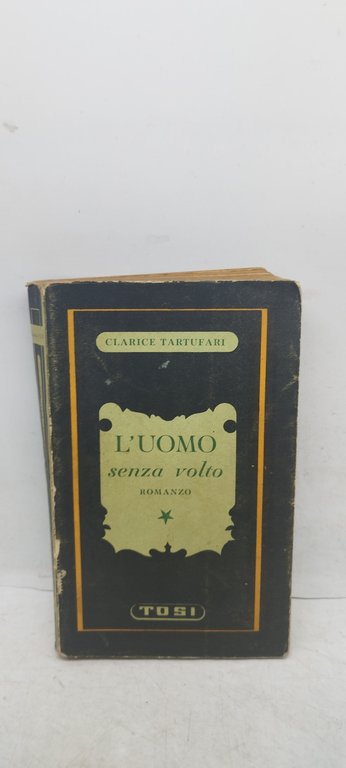 CLARICE TARTUFARI
L'UOMO
senza volto
ROMANZO
TOSI